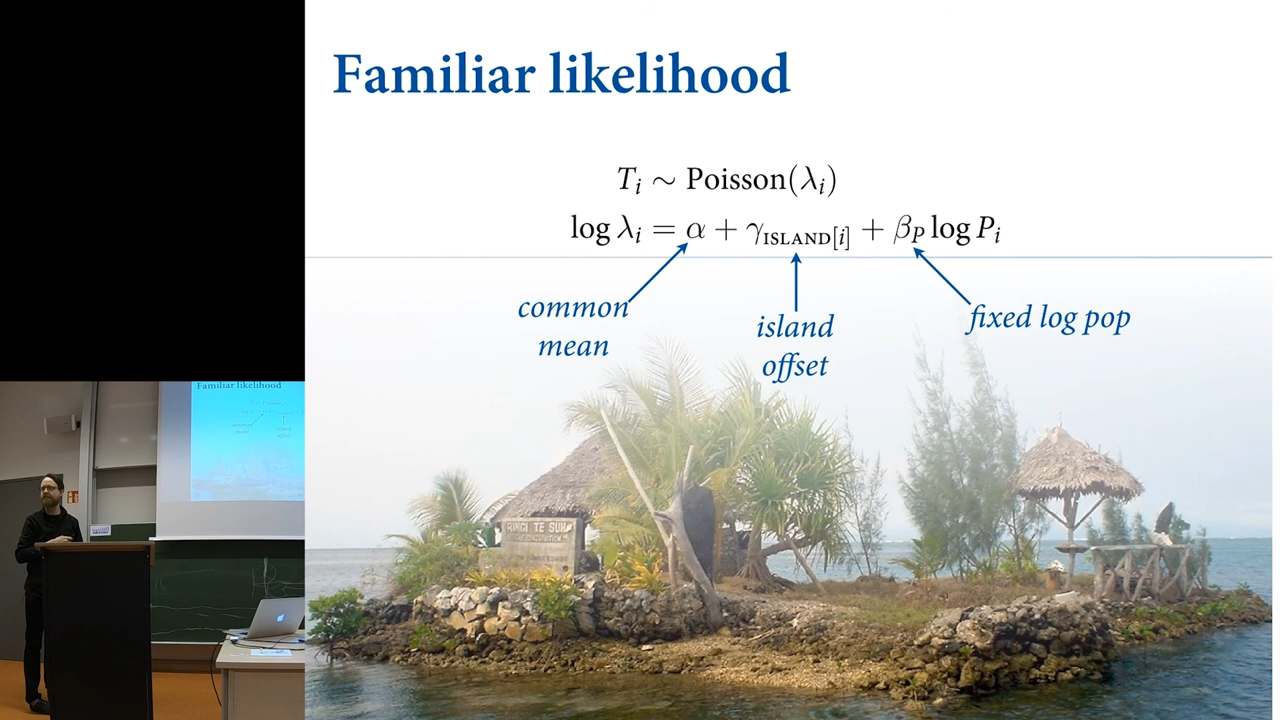 Familiar likelihood
T_i ∼ Poisson(λ_i)
log λ_i = α + γ_ISLAND[i] + β_P log P_i
common
mean
island
offset
fixed log pop
Familiar likelihood